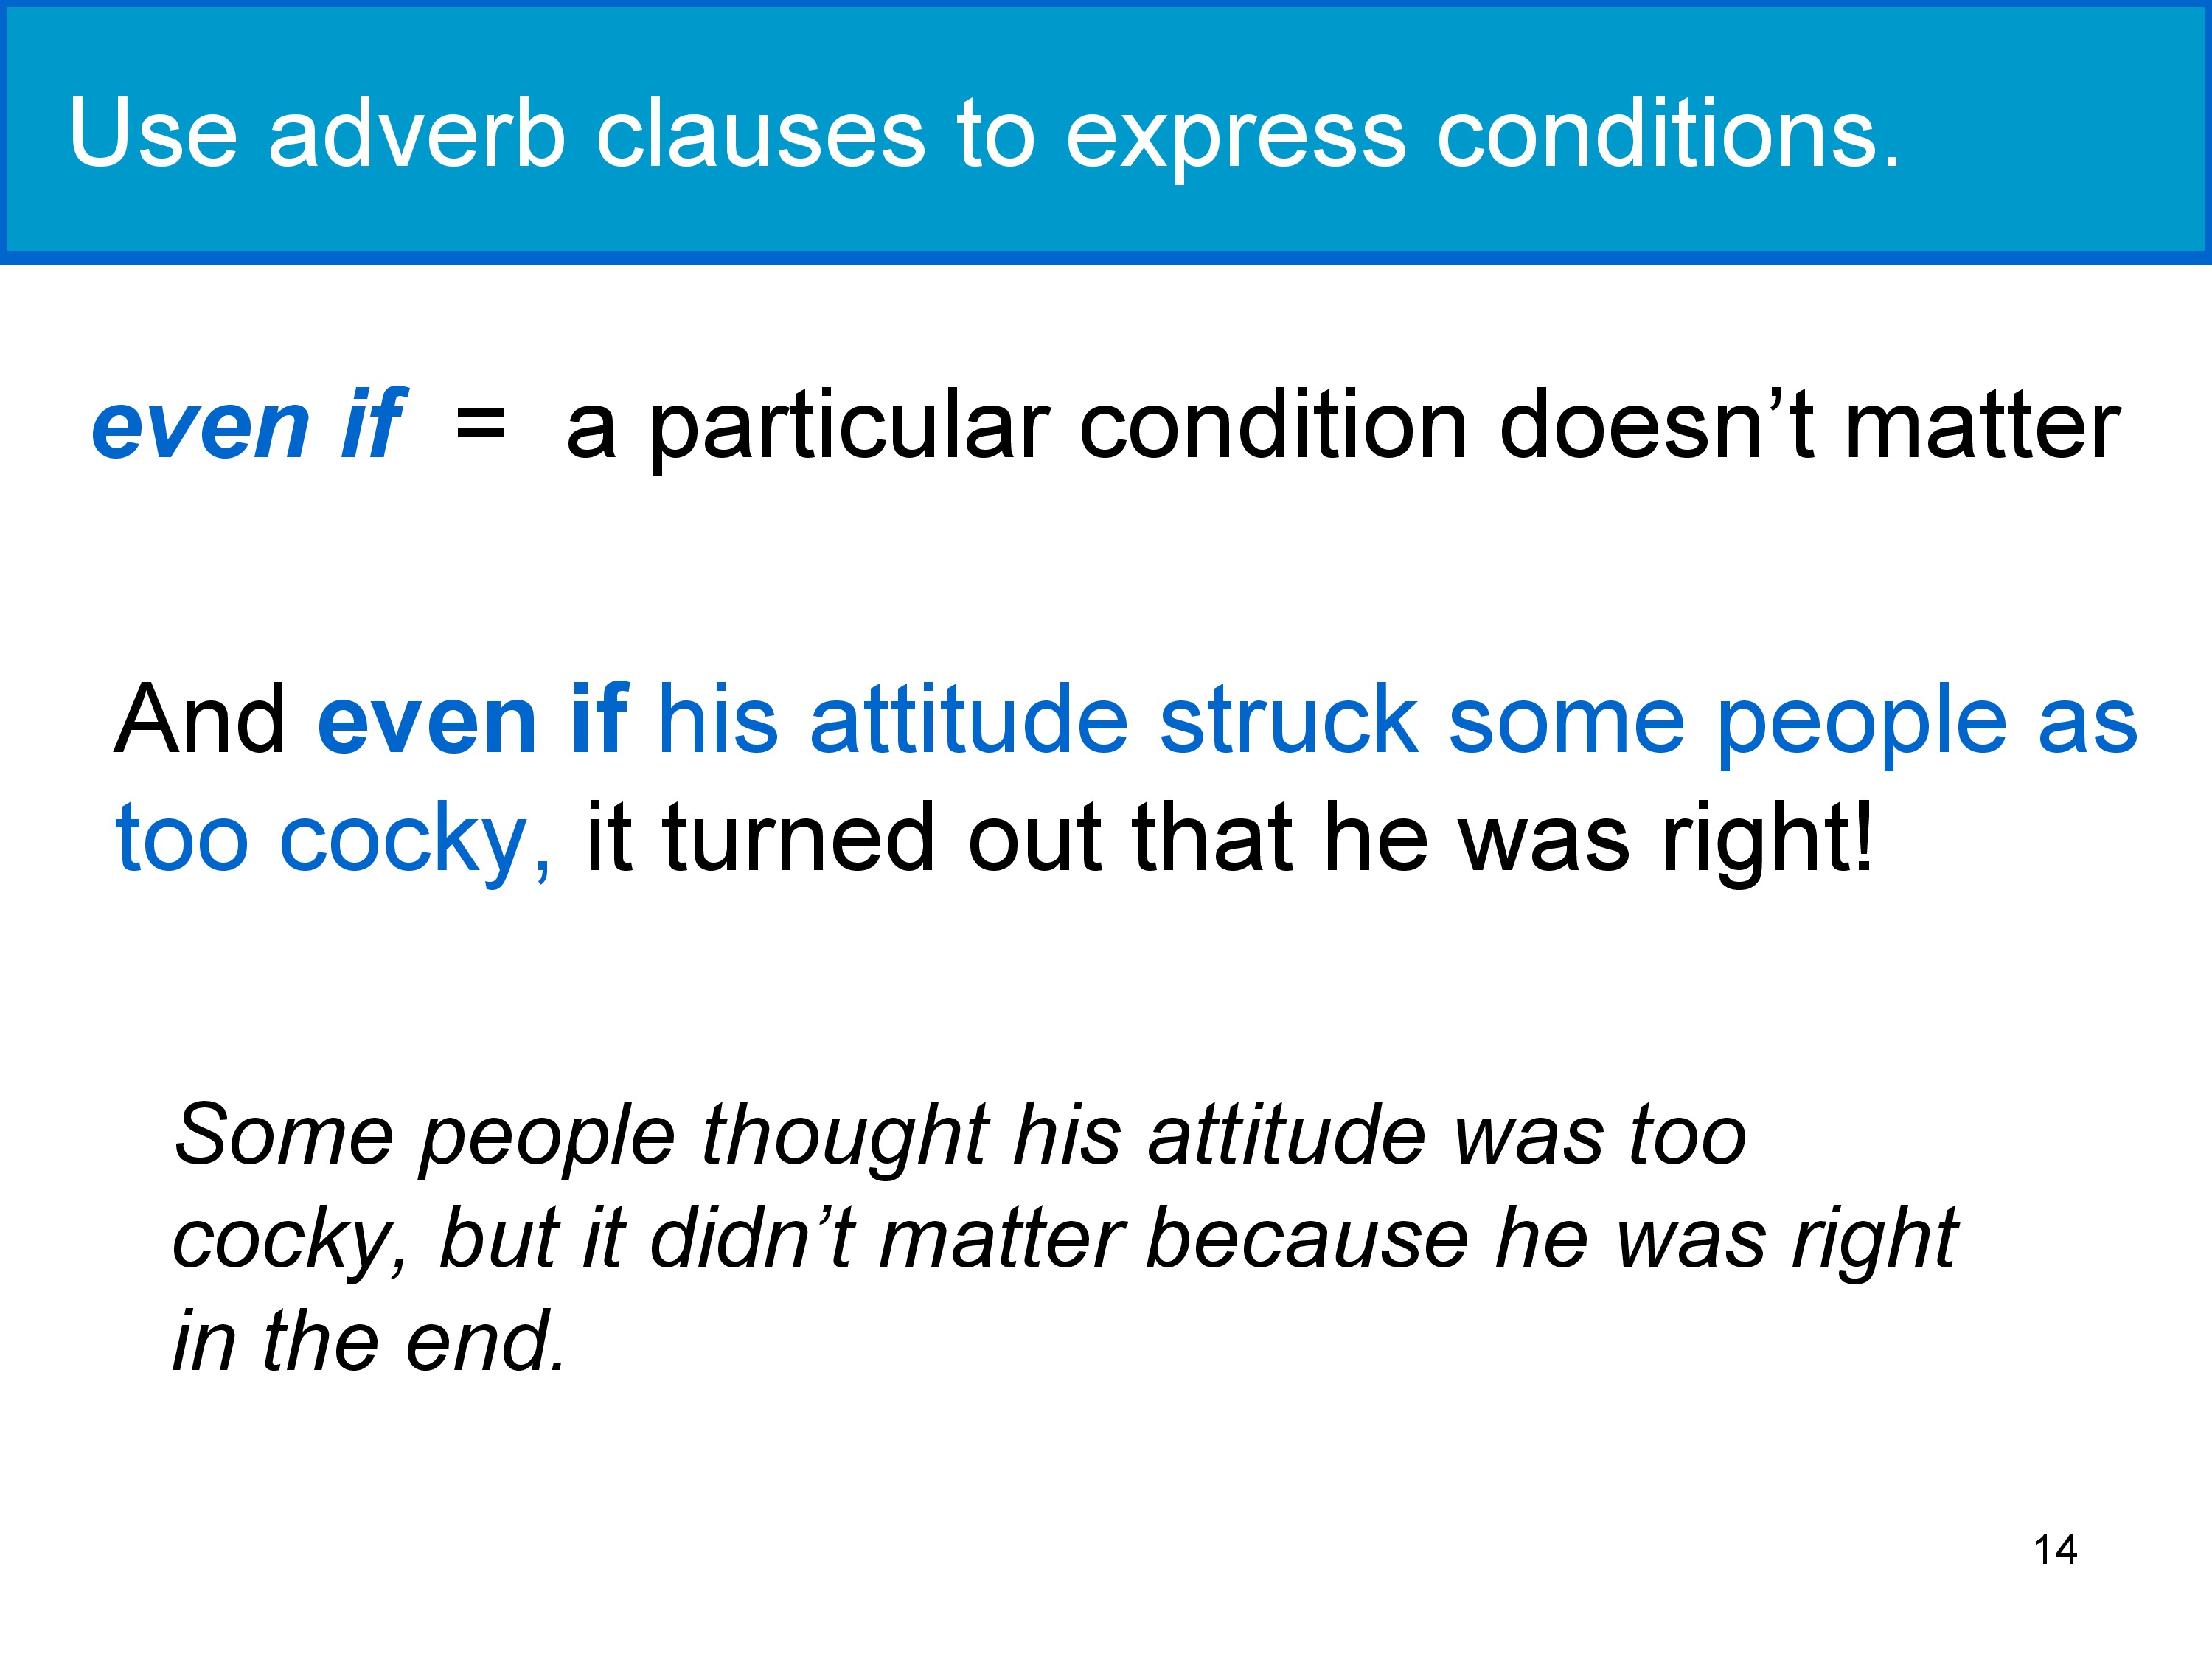 Use adverb clauses to express conditions.
even if = a particular condition doesn’t matter
And even if his attitude struck some people as
too cocky, it turned out that he was right!
Some people thought his attitude was too
cocky, but it didn’t matter because he was right
in the end.
14